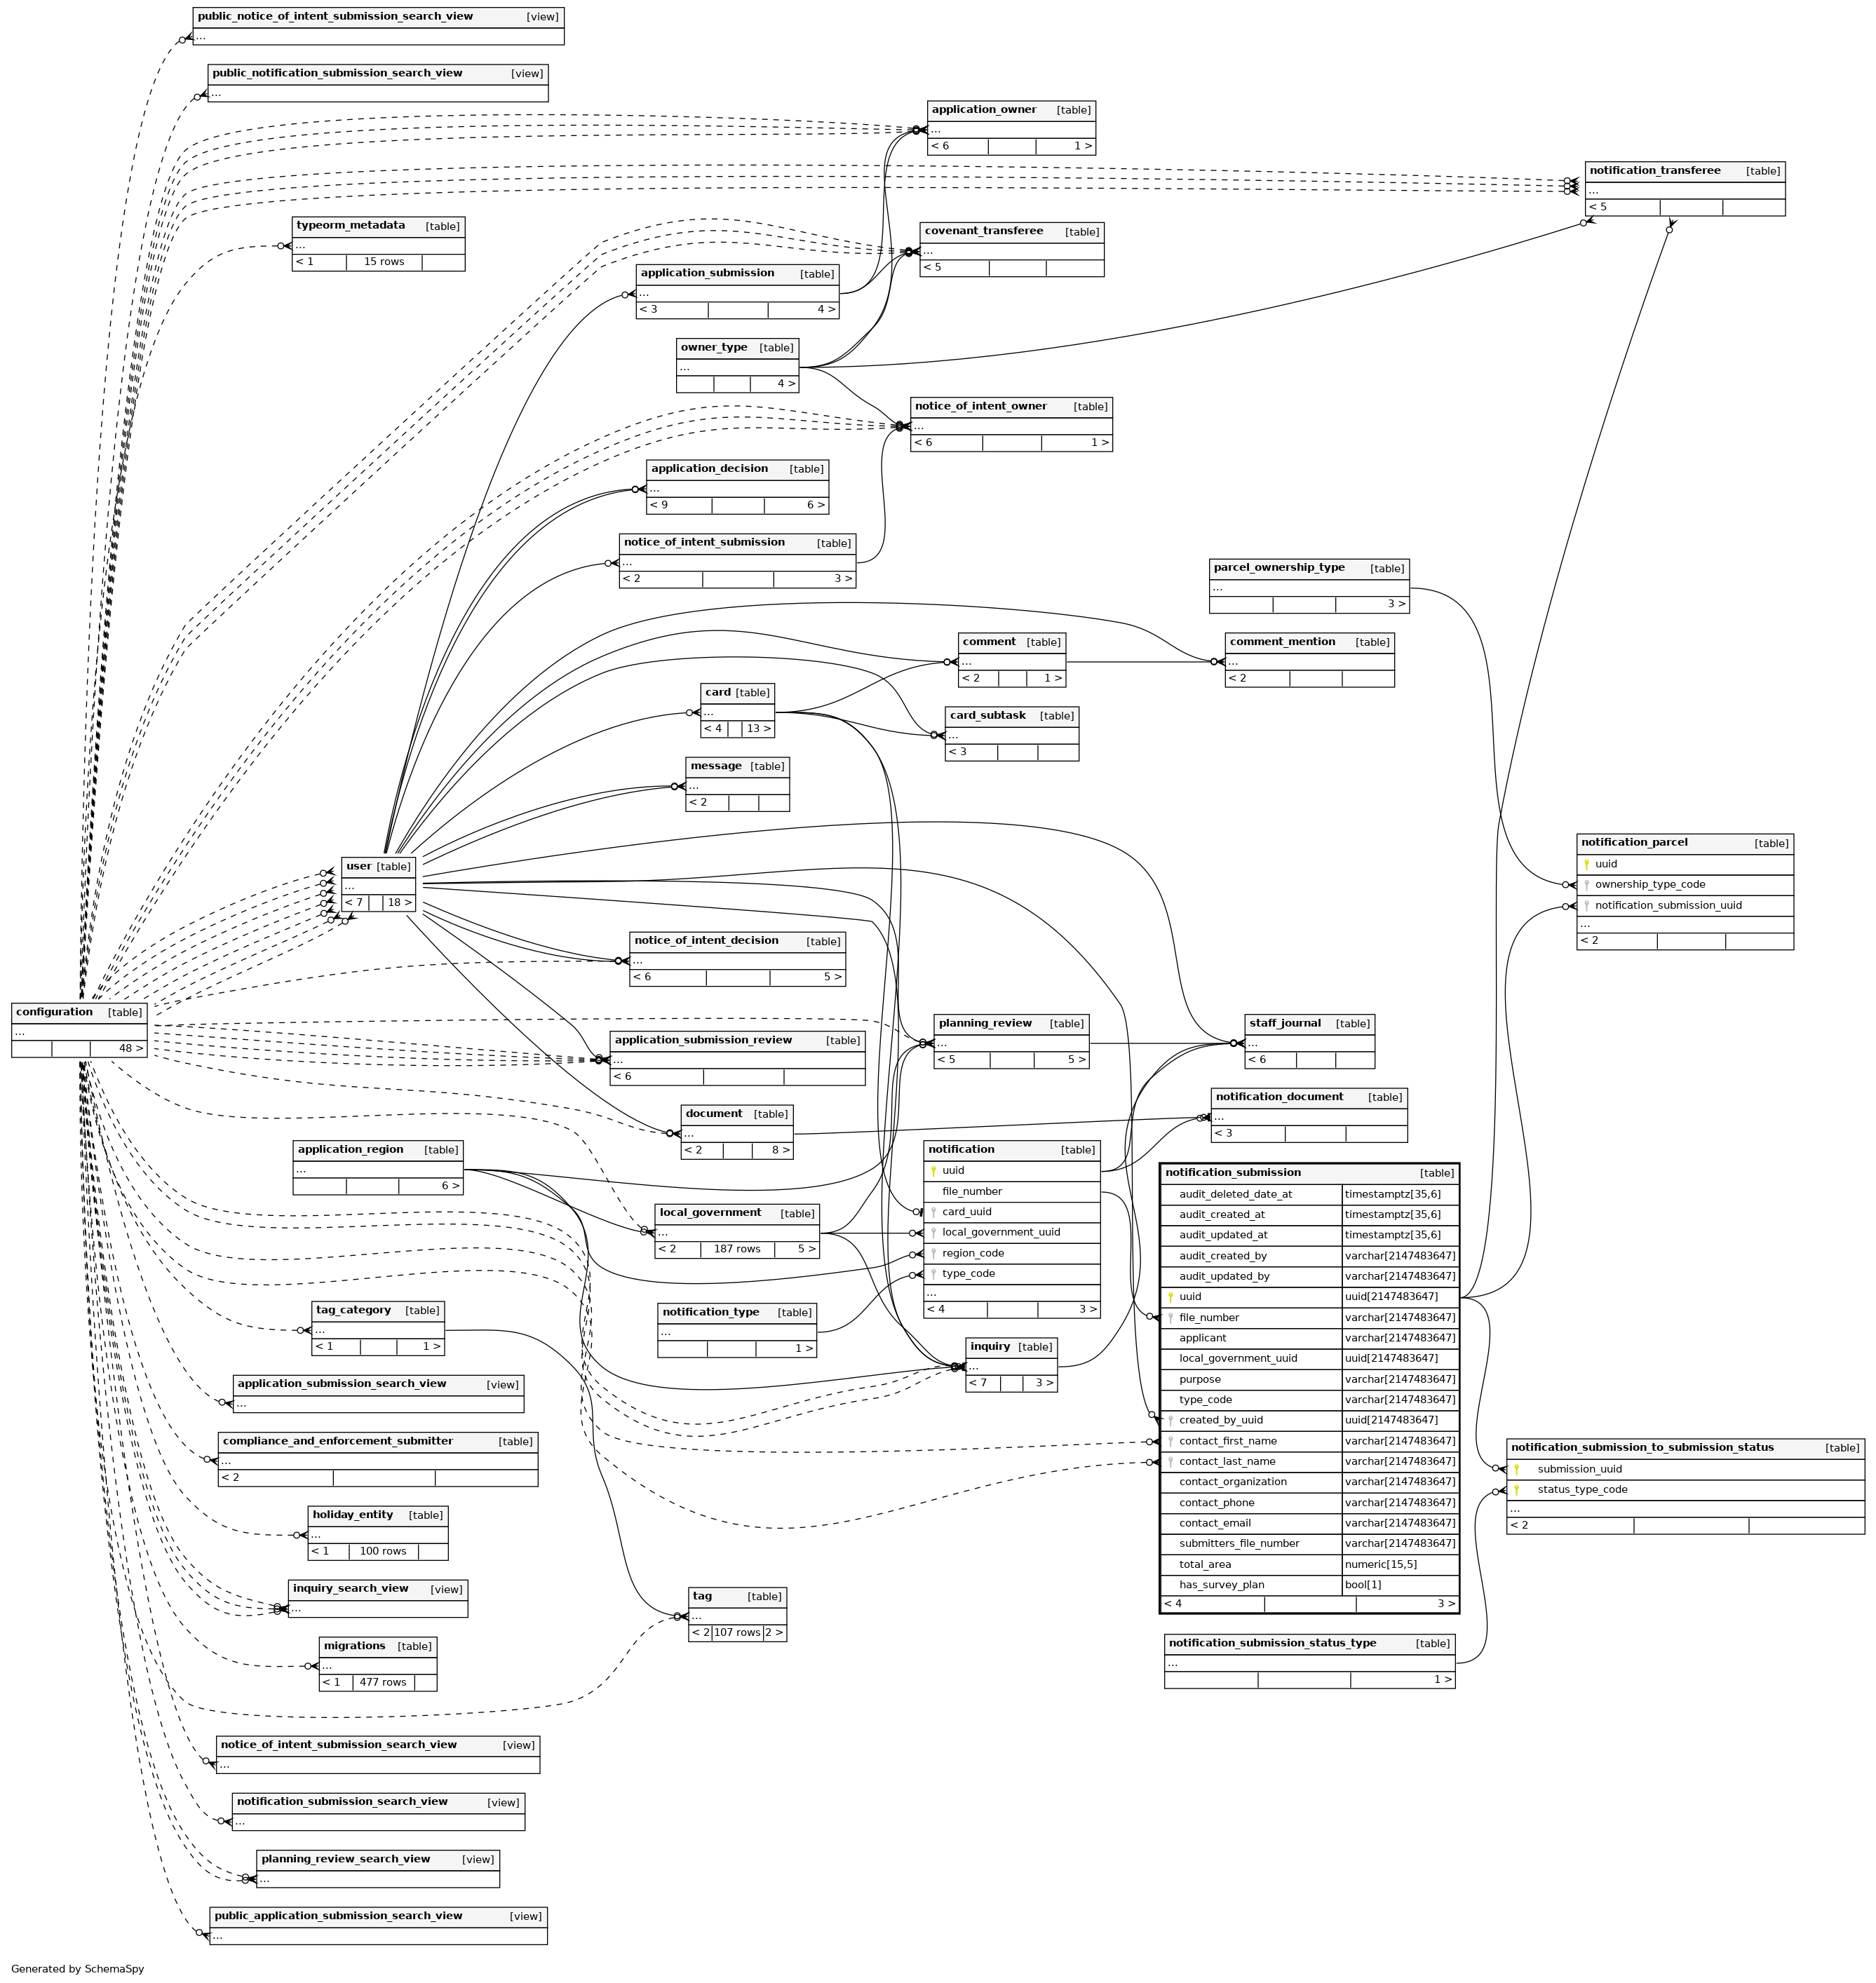 public_notice_of_intent_submission_search_view [view]
...
public_notification_submission_search_view [view]
...
application_owner [table]
...
< 6 1 >
notification_transferee [table]
...
< 5
typeorm_metadata [table]
...
< 1 15 rows
covenant_transferee [table]
...
< 5
application_submission [table]
...
< 3 4 >
owner_type [table]
...
4 >
notice_of_intent_owner [table]
...
< 6 1 >
application_decision [table]
...
< 9 6 >
notice_of_intent_submission [table]
...
< 2 3 >
parcel_ownership_type [table]
...
3 >
comment [table]
...
< 2 1 >
comment_mention [table]
...
< 2
card [table]
...
< 4 13 >
card_subtask [table]
...
< 3
message [table]
...
< 2
notification_parcel [table]
uuid
ownership_type_code
notification_submission_uuid
...
< 2
user [table]
...
< 7 18 >
notice_of_intent_decision [table]
...
< 6 5 >
configuration [table]
...
48 >
planning_review [table]
...
< 5 5 >
staff_journal [table]
...
< 6
application_submission_review [table]
...
< 6
notification_document [table]
...
< 3
document [table]
...
< 2 8 >
application_region [table]
...
6 >
notification [table]
uuid
file_number
card_uuid
local_government_uuid
region_code
type_code
...
< 4 3 >
local_government [table]
...
< 2 187 rows 5 >
notification_submission [table]
audit_deleted_date_at timestamptz[35,6]
audit_created_at timestamptz[35,6]
audit_updated_at timestamptz[35,6]
audit_created_by varchar[2147483647]
audit_updated_by varchar[2147483647]
uuid uuid[2147483647]
file_number varchar[2147483647]
applicant varchar[2147483647]
local_government_uuid uuid[2147483647]
purpose varchar[2147483647]
type_code varchar[2147483647]
created_by_uuid uuid[2147483647]
contact_first_name varchar[2147483647]
contact_last_name varchar[2147483647]
contact_organization varchar[2147483647]
contact_phone varchar[2147483647]
contact_email varchar[2147483647]
submitters_file_number varchar[2147483647]
total_area numeric[15,5]
has_survey_plan bool[1]
< 4 3 >
tag_category [table]
...
< 1 1 >
notification_type [table]
...
1 >
inquiry [table]
...
< 7 3 >
application_submission_search_view [view]
...
compliance_and_enforcement_submitter [table]
...
< 2
notification_submission_to_submission_status [table]
submission_uuid
status_type_code
...
< 2
holiday_entity [table]
...
< 1 100 rows
inquiry_search_view [view]
...
tag [table]
...
< 2 107 rows 2 >
migrations [table]
...
< 1 477 rows
notification_submission_status_type [table]
...
1 >
notice_of_intent_submission_search_view [view]
...
notification_submission_search_view [view]
...
planning_review_search_view [view]
...
public_application_submission_search_view [view]
...
Generated by SchemaSpy